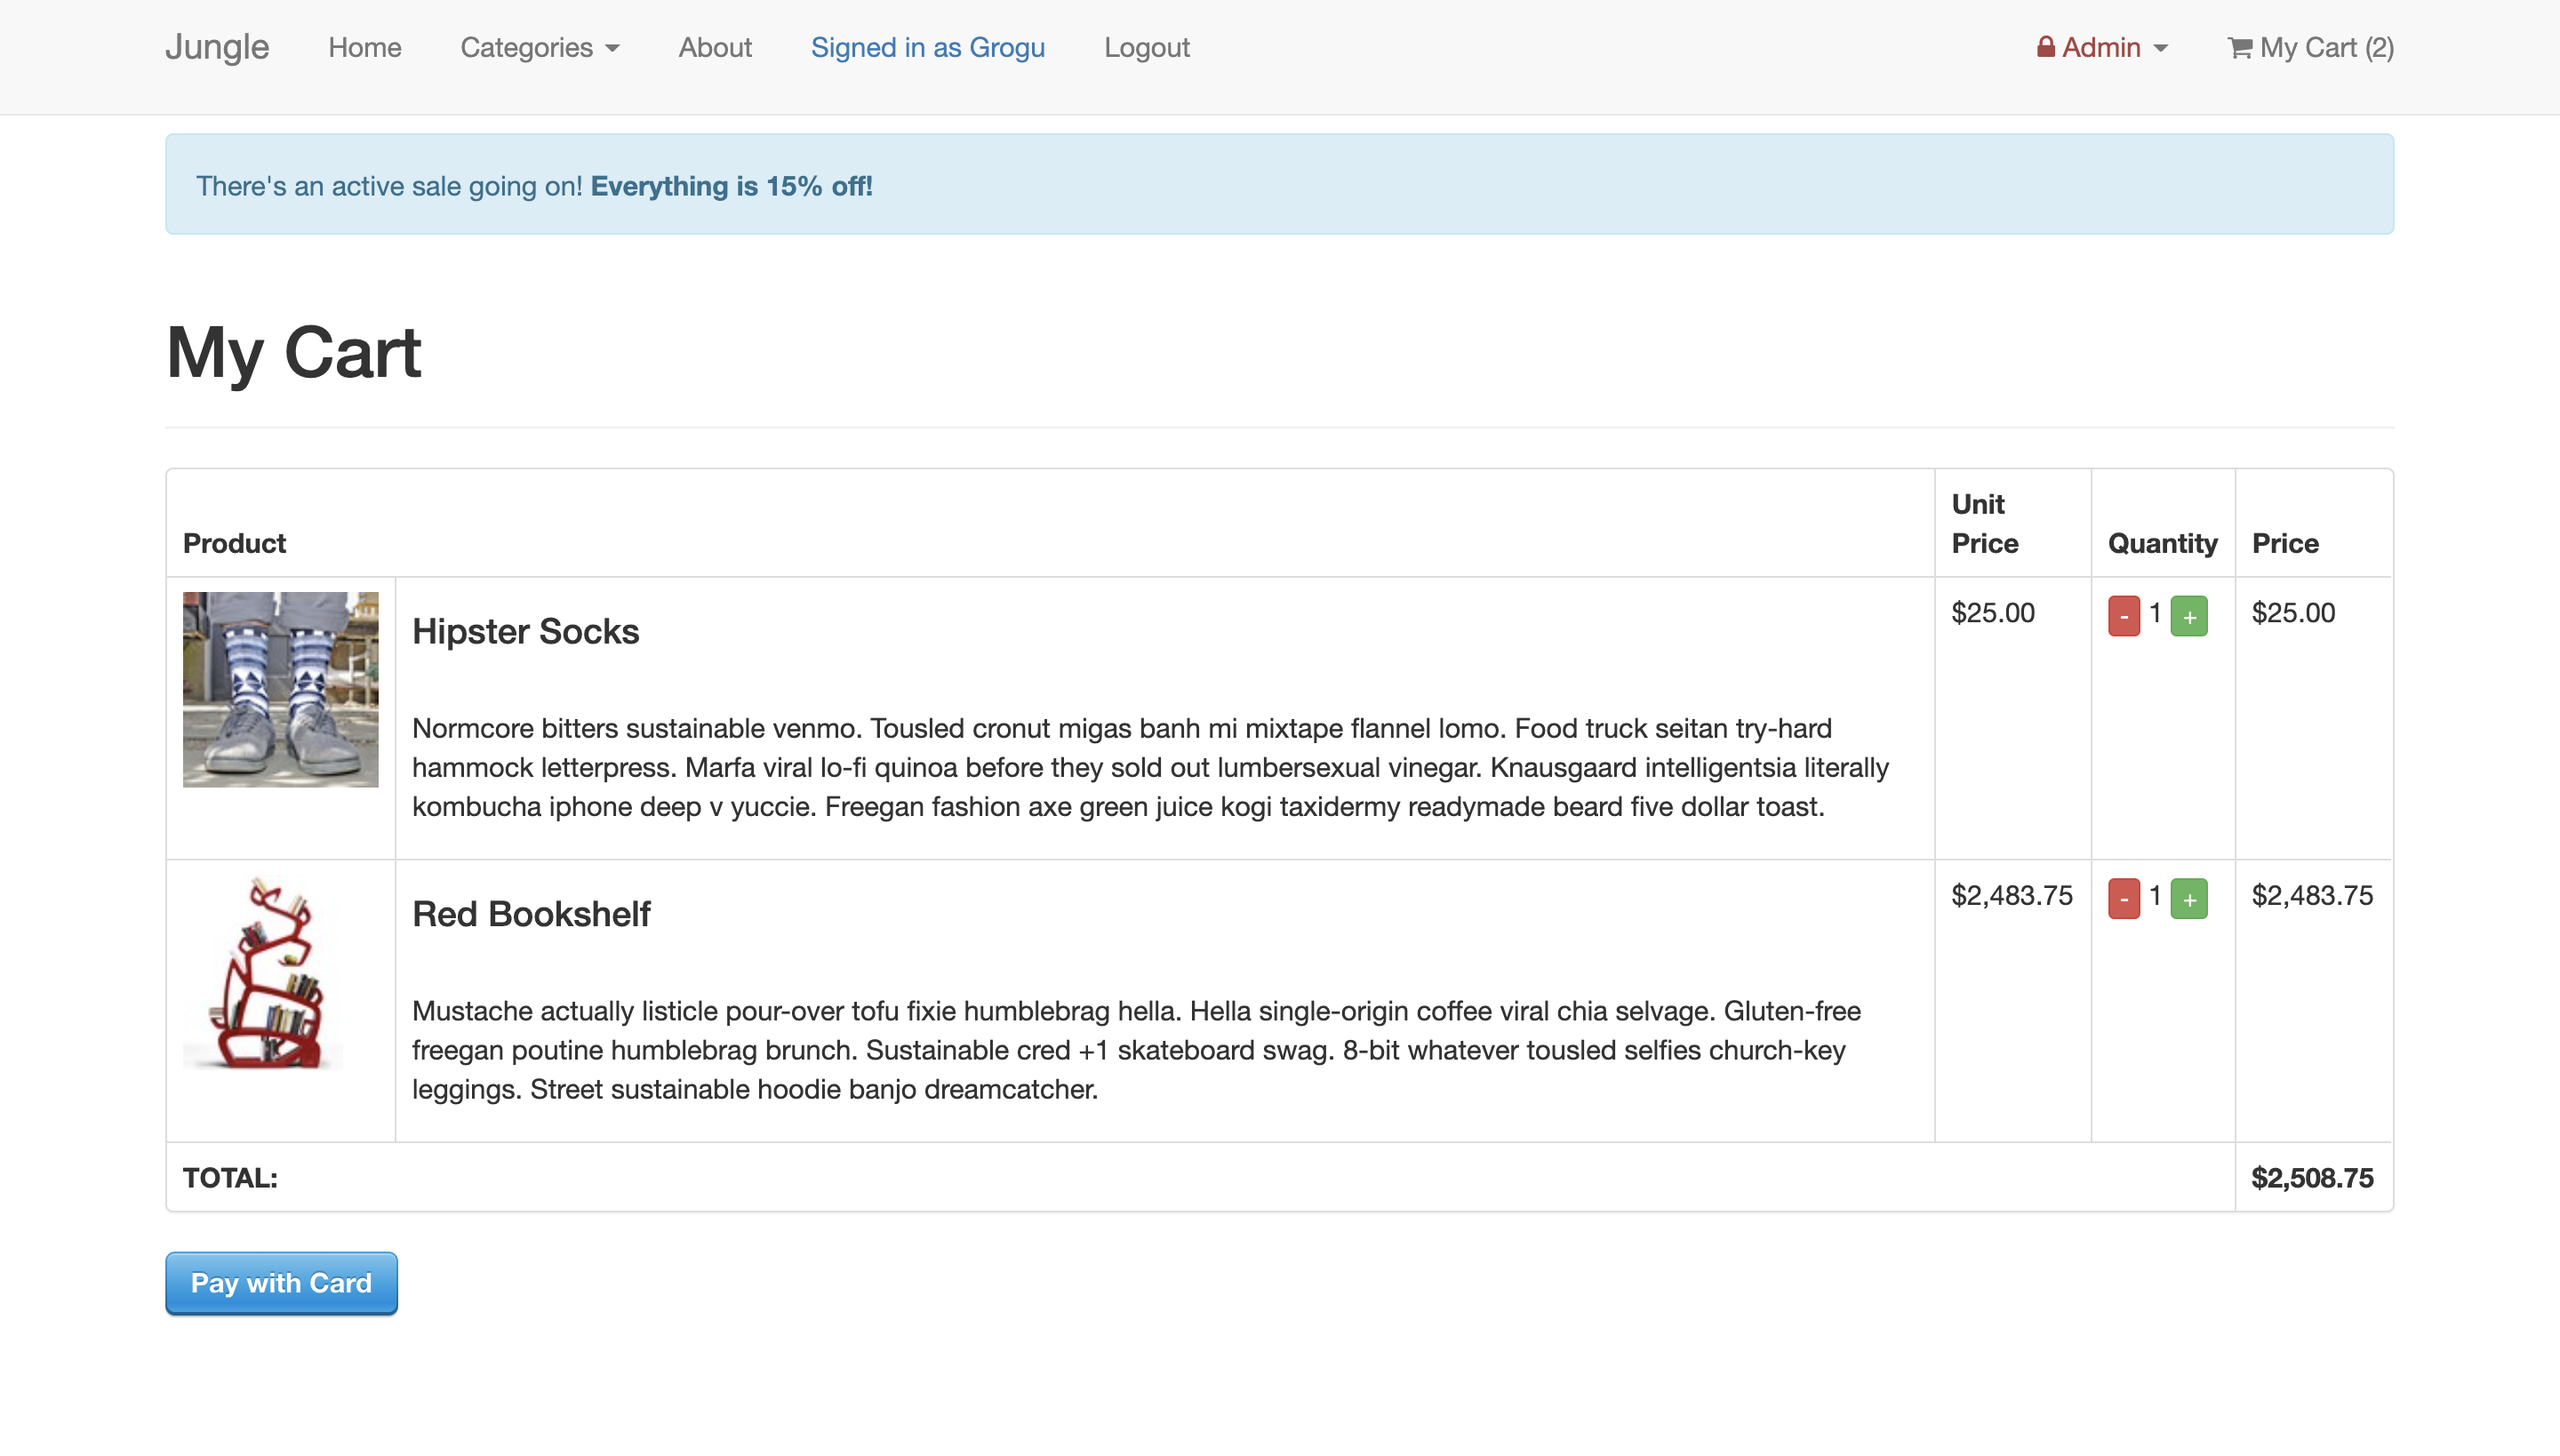 Jungle Home Categories About Signed in as Grogu Logout Admin My Cart (2)
There's an active sale going on! Everything is 15% off!
My Cart
Product Unit Price Quantity Price
Hipster Socks $25.00 - 1 + $25.00
Normcore bitters sustainable venmo. Tousled cronut migas banh mi mixtape flannel lomo. Food truck seitan try-hard
hammock letterpress. Marfa viral lo-fi quinoa before they sold out lumbersexual vinegar. Knausgaard intelligentsia literally
kombucha iphone deep v yuccie. Freegan fashion axe green juice kogi taxidermy readymade beard five dollar toast.
Red Bookshelf $2,483.75 - 1 + $2,483.75
Mustache actually listicle pour-over tofu fixie humblebrag hella. Hella single-origin coffee viral chia selvage. Gluten-free
freegan poutine humblebrag brunch. Sustainable cred +1 skateboard swag. 8-bit whatever tousled selfies church-key
leggings. Street sustainable hoodie banjo dreamcatcher.
TOTAL: $2,508.75
Pay with Card